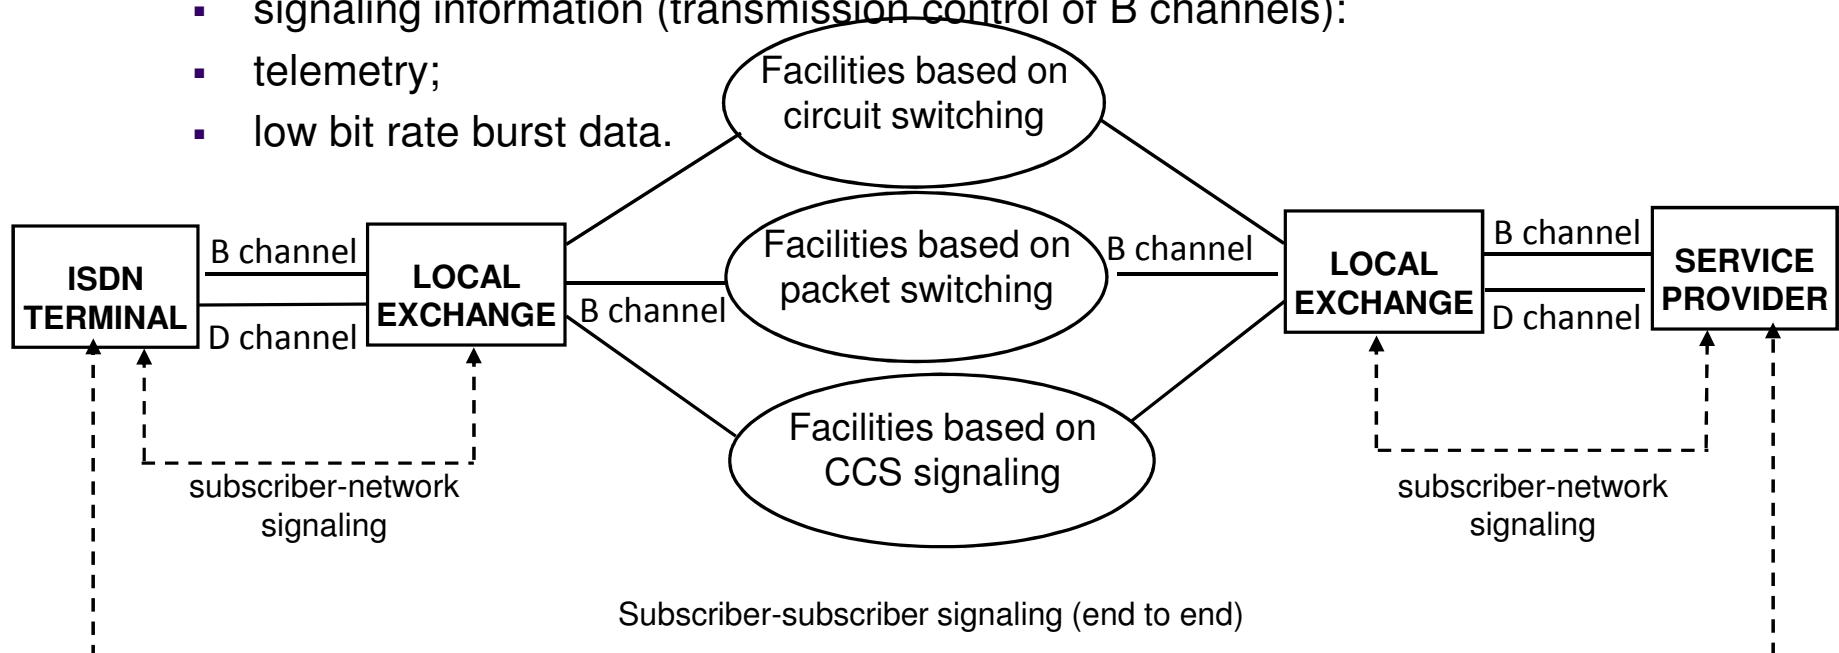 ▪ signaling information (transmission control of B channels):
▪ telemetry;
▪ low bit rate burst data.
Facilities based on
circuit switching
ISDN
TERMINAL
B channel
D channel
LOCAL
EXCHANGE
B channel
Facilities based on
packet switching
B channel
LOCAL
EXCHANGE
B channel
D channel
SERVICE
PROVIDER
Facilities based on
CCS signaling
subscriber-network
signaling
subscriber-network
signaling
Subscriber-subscriber signaling (end to end)